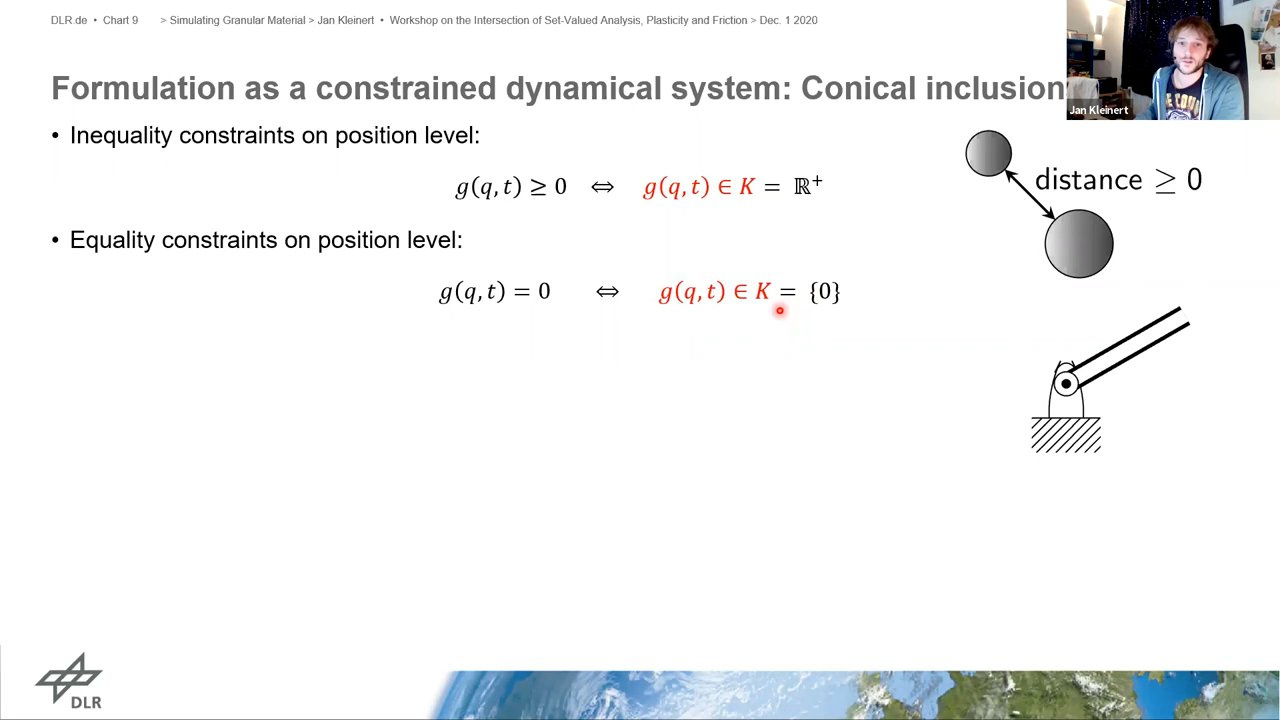 DLR.de • Chart 9 > Simulating Granular Material > Jan Kleinert • Workshop on the Intersection of Set-Valued Analysis, Plasticity and Friction > Dec. 1 2020
Formulation as a constrained dynamical system: Conical inclusion
Jan Kleinert
• Inequality constraints on position level:
g(q, t) ≥ 0 ⇔ g(q, t) ∈ K = ℝ⁺
distance ≥ 0
• Equality constraints on position level:
g(q, t) = 0 ⇔ g(q, t) ∈ K = {0}
DLR